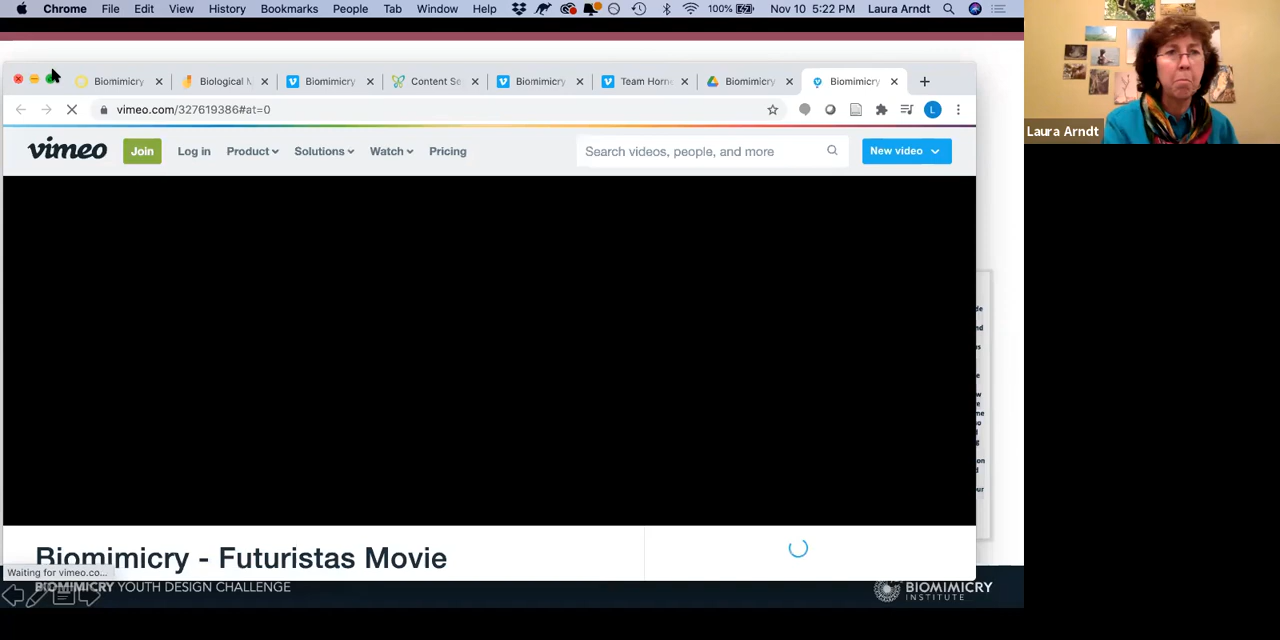 Chrome File Edit View History Bookmarks People Tab Window Help 100% Nov 10 5:22 PM Laura Arndt
Biomimicry Biological M Biomimicry Content Se Biomimicry Team Horne Biomimicry Biomimicry
vimeo.com/327619386#at=0 L
vimeo Join Log in Product Solutions Watch Pricing Search videos, people, and more New video
Laura Arndt
Biomimicry - Futuristas Movie
Waiting for vimeo.co...
BIOMIMICRY YOUTH DESIGN CHALLENGE
BIOMIMICRY
INSTITUTE